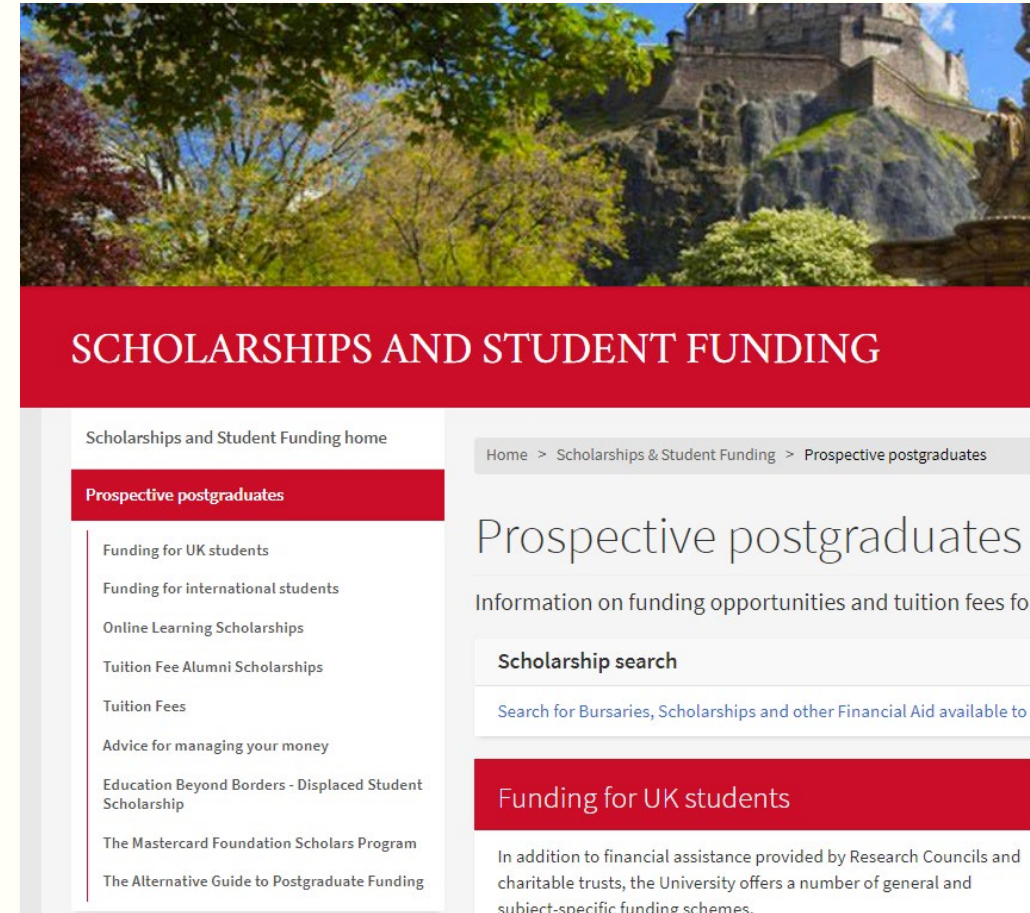 SCHOLARSHIPS AND STUDENT FUNDING
Scholarships and Student Funding home
Prospective postgraduates
Funding for UK students
Funding for international students
Online Learning Scholarships
Tuition Fee Alumni Scholarships
Tuition Fees
Advice for managing your money
Education Beyond Borders - Displaced Student
Scholarship
The Mastercard Foundation Scholars Program
The Alternative Guide to Postgraduate Funding
Home > Scholarships & Student Funding > Prospective postgraduates
Prospective postgraduates
Information on funding opportunities and tuition fees fo
Scholarship search
Search for Bursaries, Scholarships and other Financial Aid available to
Funding for UK students
In addition to financial assistance provided by Research Councils and
charitable trusts, the University offers a number of general and
subject-specific funding schemes.